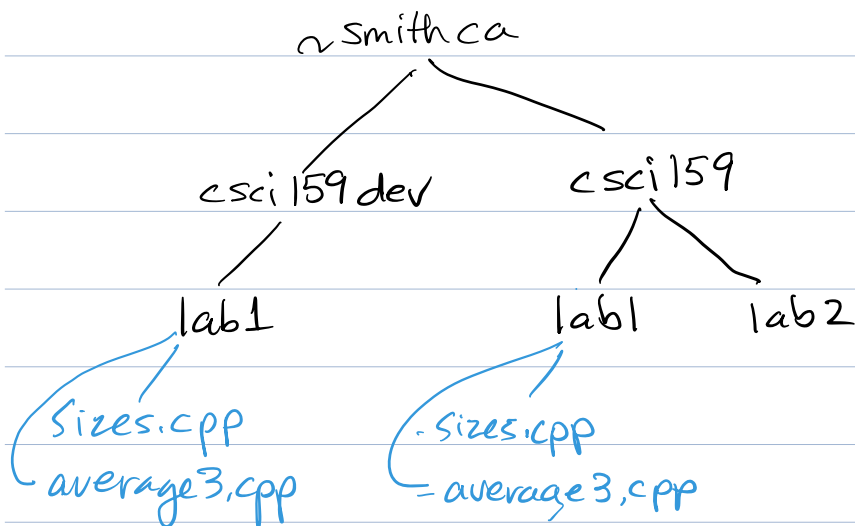 ~smithca
csci159dev csci159
lab1 lab1 lab2
sizes.cpp - sizes.cpp
average3.cpp = average3.cpp